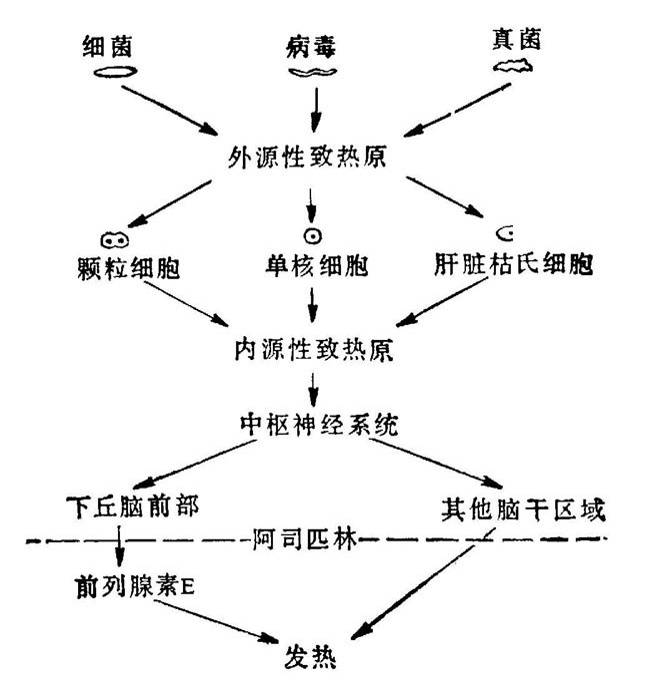 细菌
病毒
真菌
外源性致热原
颗粒细胞
单核细胞
肝脏枯氏细胞
内源性致热原
中枢神经系统
下丘脑前部
其他脑干区域
阿司匹林
前列腺素E
发热